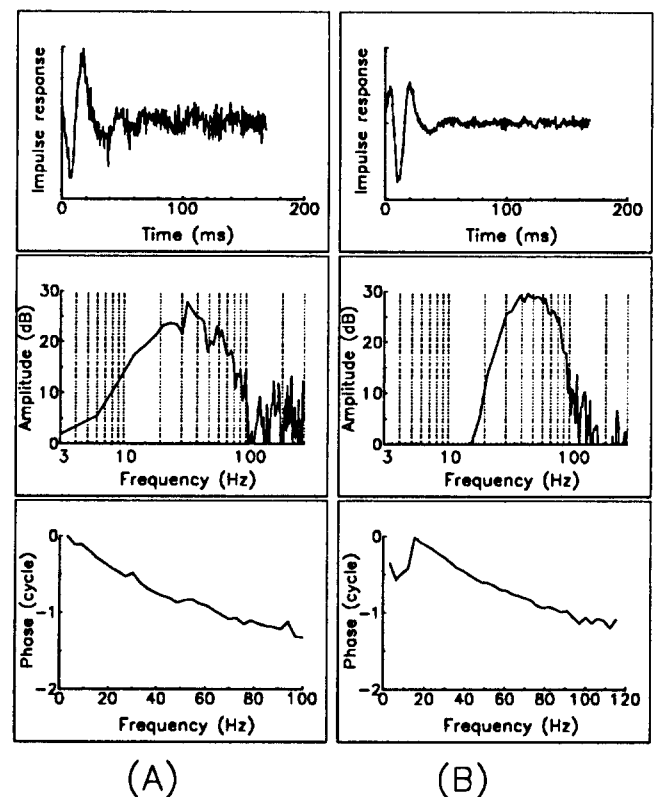 Impulse response
0 100 200
Time (ms)
Impulse response
0 100 200
Time (ms)
Amplitude (dB)
30
20
10
0
3 10 100
Frequency (Hz)
Amplitude (dB)
30
20
10
0
3 10 100
Frequency (Hz)
Phase (cycle)
0
-1
-2
0 20 40 60 80 100
Frequency (Hz)
Phase (cycle)
0
-1
-2
0 20 40 60 80 100 120
Frequency (Hz)
(A)
(B)